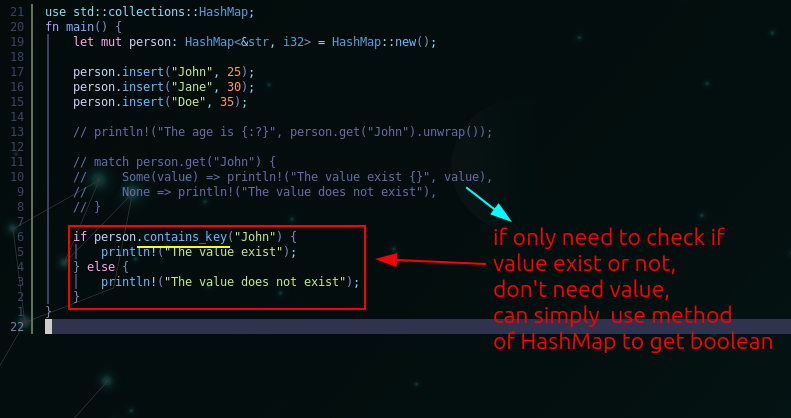 21 use std::collections::HashMap;
20 fn main() {
19     let mut person: HashMap<&str, i32> = HashMap::new();
18
17     person.insert("John", 25);
16     person.insert("Jane", 30);
15     person.insert("Doe", 35);
14
13     // println!("The age is {:?}", person.get("John").unwrap());
12
11     // match person.get("John") {
10     //     Some(value) => println!("The value exist {}", value),
9     //     None => println!("The value does not exist"),
8     // }
7
6     if person.contains_key("John") {
5         println!("The value exist");
4     } else {
3         println!("The value does not exist");
2     }
1 }
22
if only need to check if
value exist or not,
don't need value,
can simply use method
of HashMap to get boolean